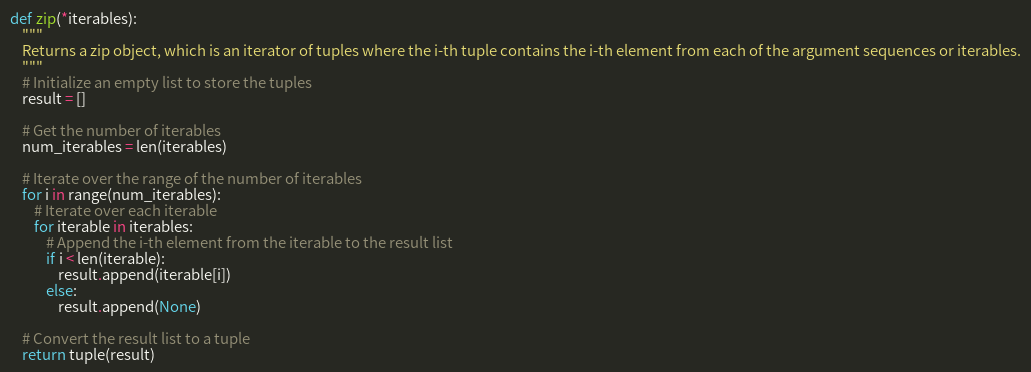 def zip(*iterables):
    """
    Returns a zip object, which is an iterator of tuples where the i-th tuple contains the i-th element from each of the argument sequences or iterables.
    """
    # Initialize an empty list to store the tuples
    result = []

    # Get the number of iterables
    num_iterables = len(iterables)

    # Iterate over the range of the number of iterables
    for i in range(num_iterables):
        # Iterate over each iterable
        for iterable in iterables:
            # Append the i-th element from the iterable to the result list
            if i < len(iterable):
                result.append(iterable[i])
            else:
                result.append(None)

    # Convert the result list to a tuple
    return tuple(result)